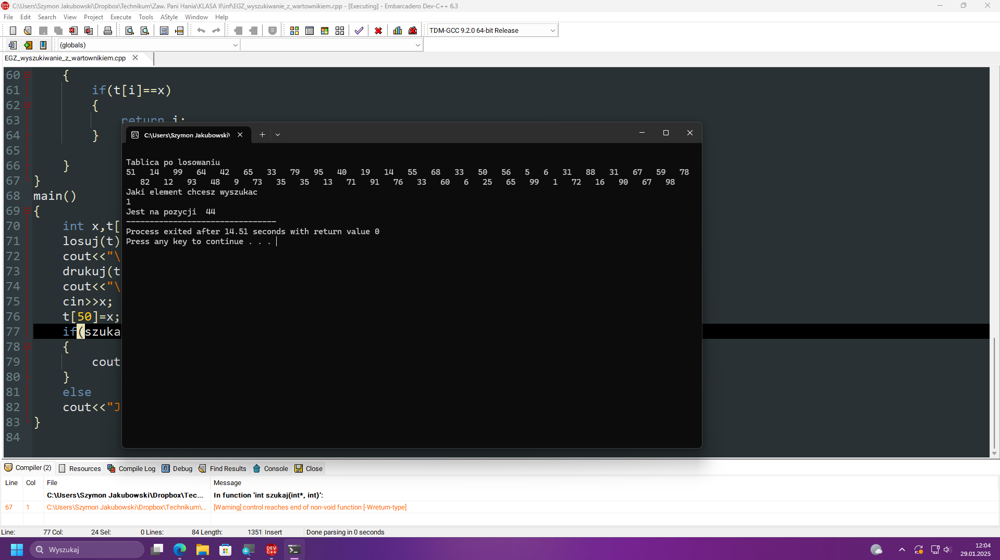 C:\Users\Szymon Jakubowski\Dropbox\Technikum\Zaw. Pani Hania\KLASA II\inf\EGZ_wyszukiwanie_z_wartownikiem.cpp - [Executing] - Embarcadero Dev-C++ 6.3
File Edit Search View Project Execute Tools AStyle Window Help
TDM-GCC 9.2.0 64-bit Release
(globals)
EGZ_wyszukiwanie_z_wartownikiem.cpp
60 {
61 if(t[i]==x)
62 {
63 return i;
64 }
65
66 }
67 }
68 main()
69 {
70 int x,t[
71 losuj(t)
72 cout<<"\
73 drukuj(t
74 cout<<"\
75 cin>>x;
76 t[50]=x;
77 if(szuka
78 {
79 cout
80 }
81 else
82 cout<<"J
83 }
84
C:\Users\Szymon Jakubowski\
Tablica po losowaniu
51 14 99 64 42 65 33 79 95 40 19 14 55 68 33 50 56 5 6 31 88 31 67 59 78
82 12 93 48 9 73 35 35 13 71 91 76 33 60 6 25 65 99 1 72 16 90 67 98
Jaki element chcesz wyszukac
1
Jest na pozycji 44
--------------------------------
Process exited after 14.51 seconds with return value 0
Press any key to continue . . .
Compiler (2) Resources Compile Log Debug Find Results Console Close
Line Col File Message
C:\Users\Szymon Jakubowski\Dropbox\Tec... In function 'int szukaj(int*, int)':
67 1 C:\Users\Szymon Jakubowski\Dropbox\Technikum\... [Warning] control reaches end of non-void function [-Wreturn-type]
Line: 77 Col: 24 Sel: 0 Lines: 84 Length: 1351 Insert Done parsing in 0 seconds
Wyszukaj
DEV C++
12:04
29.01.2025